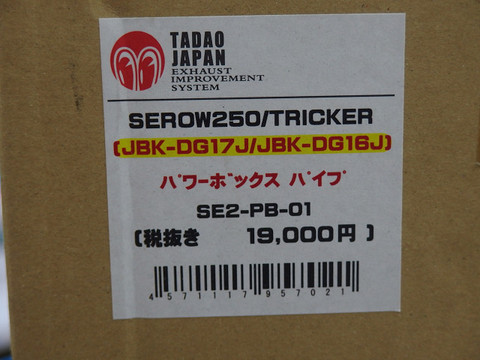 TADAO
JAPAN
EXHAUST
IMPROVEMENT
SYSTEM
SEROW250/TRICKER
(JBK-DG17J/JBK-DG16J)
パワーボックス パイプ
SE2-PB-01
(税抜き 19,000円 )
4 571117 957021